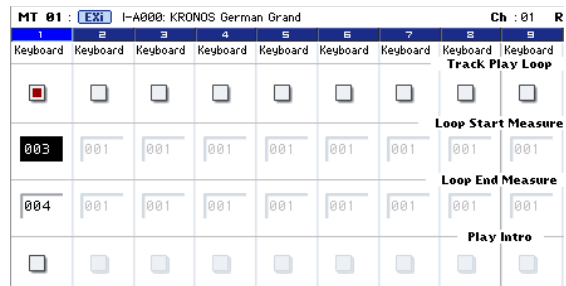 MT 01 : EXi I-A000: KRONOS German Grand Ch :01 R
1 2 3 4 5 6 7 8 9
Keyboard Keyboard Keyboard Keyboard Keyboard Keyboard Keyboard Keyboard Keyboard
Track Play Loop
Loop Start Measure
003 001 001 001 001 001 001 001 001
Loop End Measure
004 001 001 001 001 001 001 001 001
Play Intro